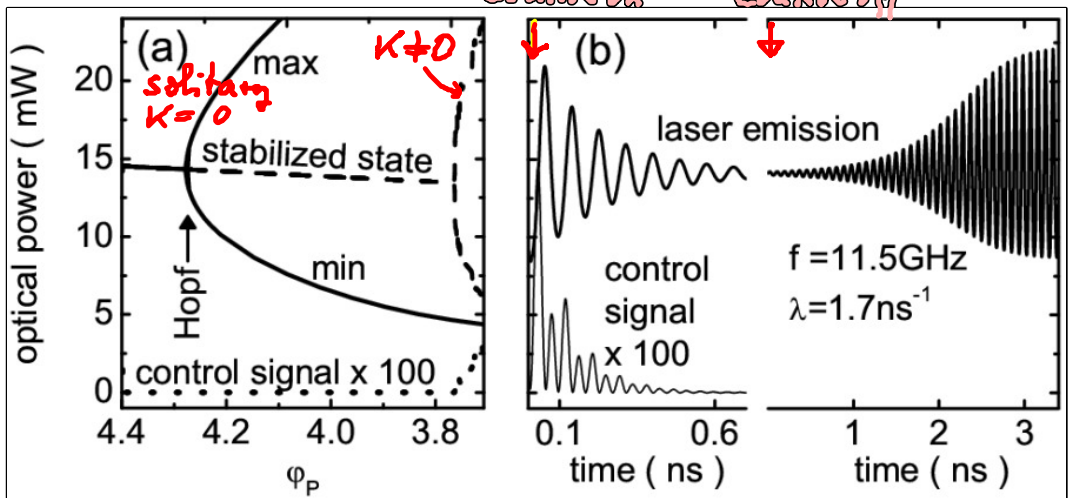 (a)
optical power ( mW )
20
15
10
5
0
max
solitary
K = 0
K≠0
stabilized state
Hopf
min
control signal x 100
4.4
4.2
4.0
3.8
φP
(b)
laser emission
control
signal
x 100
f =11.5GHz
λ=1.7ns-1
0.1
0.6
time ( ns )
1
2
3
time ( ns )